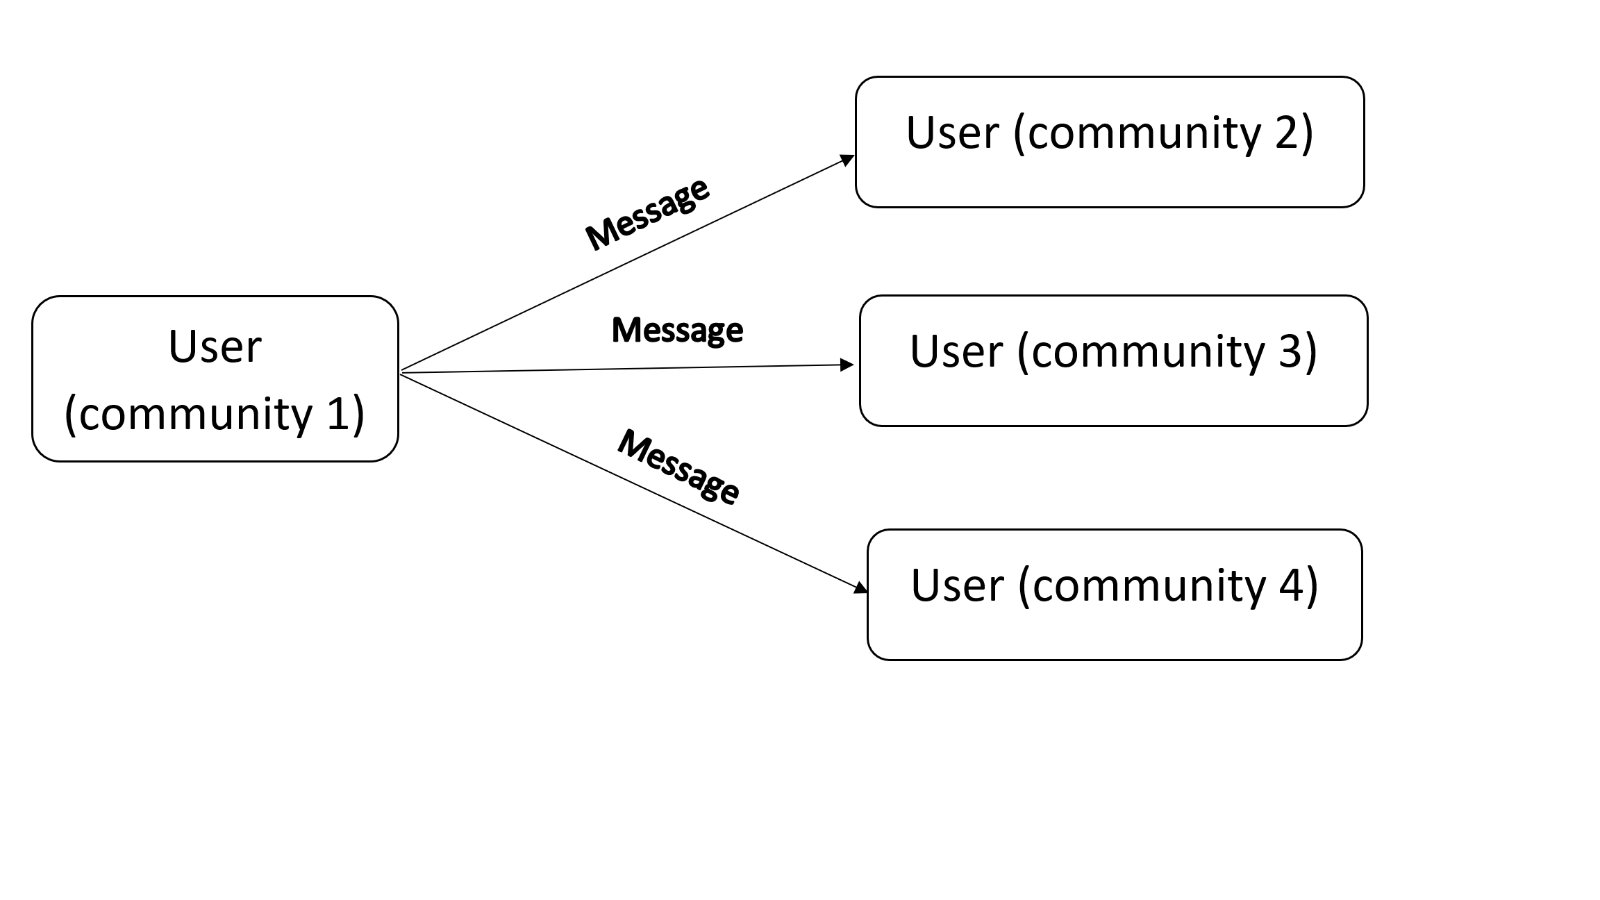 User (community 2)
Message
Message
User (community 3)
User
(community 1)
Message
User (community 4)